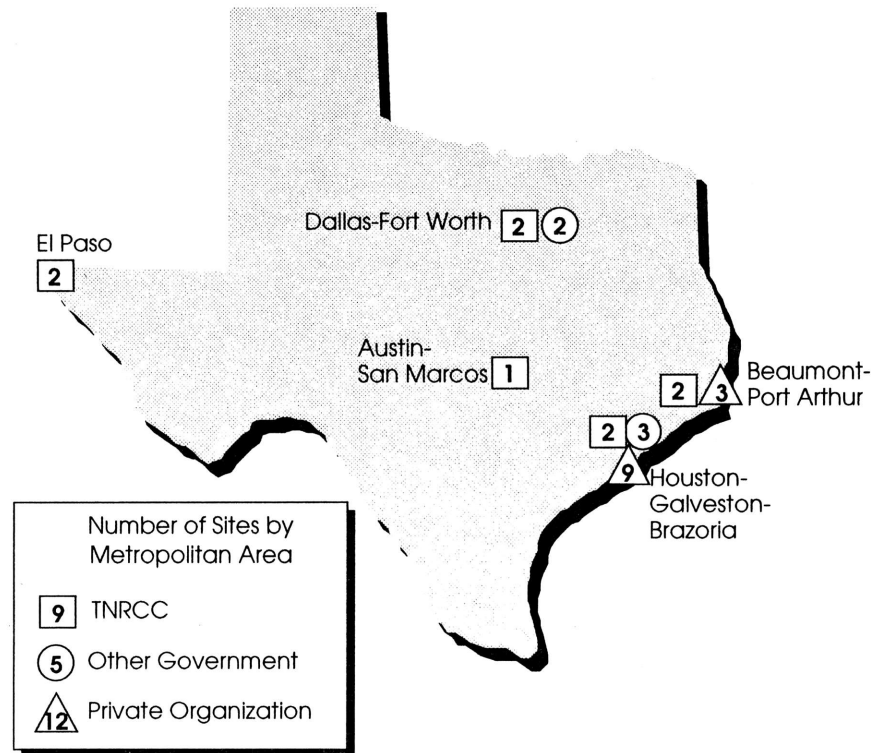 Dallas-Fort Worth 2 2
El Paso
2
Austin-
San Marcos 1
Beaumont-
Port Arthur
2 3
2 3
9
Houston-
Galveston-
Brazoria
Number of Sites by
Metropolitan Area
9 TNRCC
5 Other Government
12 Private Organization